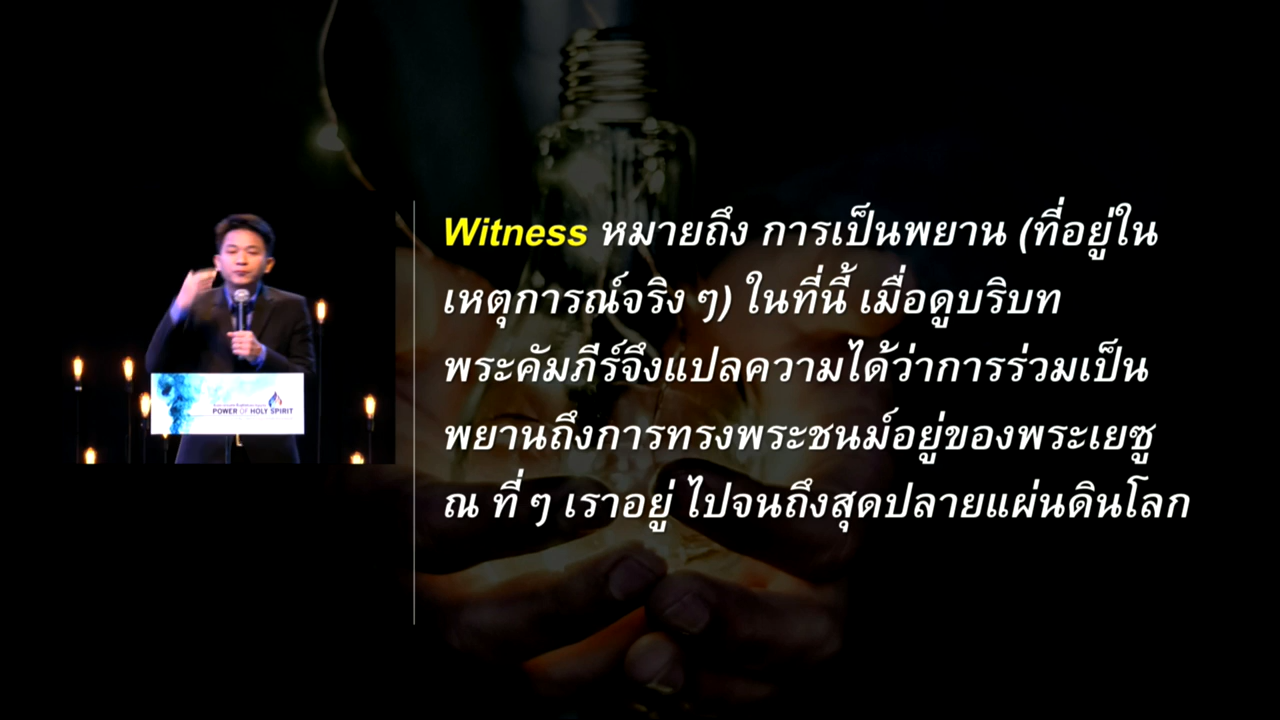 Witness หมายถึง การเป็นพยาน (ที่อยู่ใน
เหตุการณ์จริง ๆ) ในที่นี้ เมื่อดูบริบท
พระคัมภีร์จึงแปลความได้ว่าการร่วมเป็น
พยานถึงการทรงพระชนม์อยู่ของพระเยซู
ณ ที่ ๆ เราอยู่ ไปจนถึงสุดปลายแผ่นดินโลก
POWER OF HOLY SPIRIT